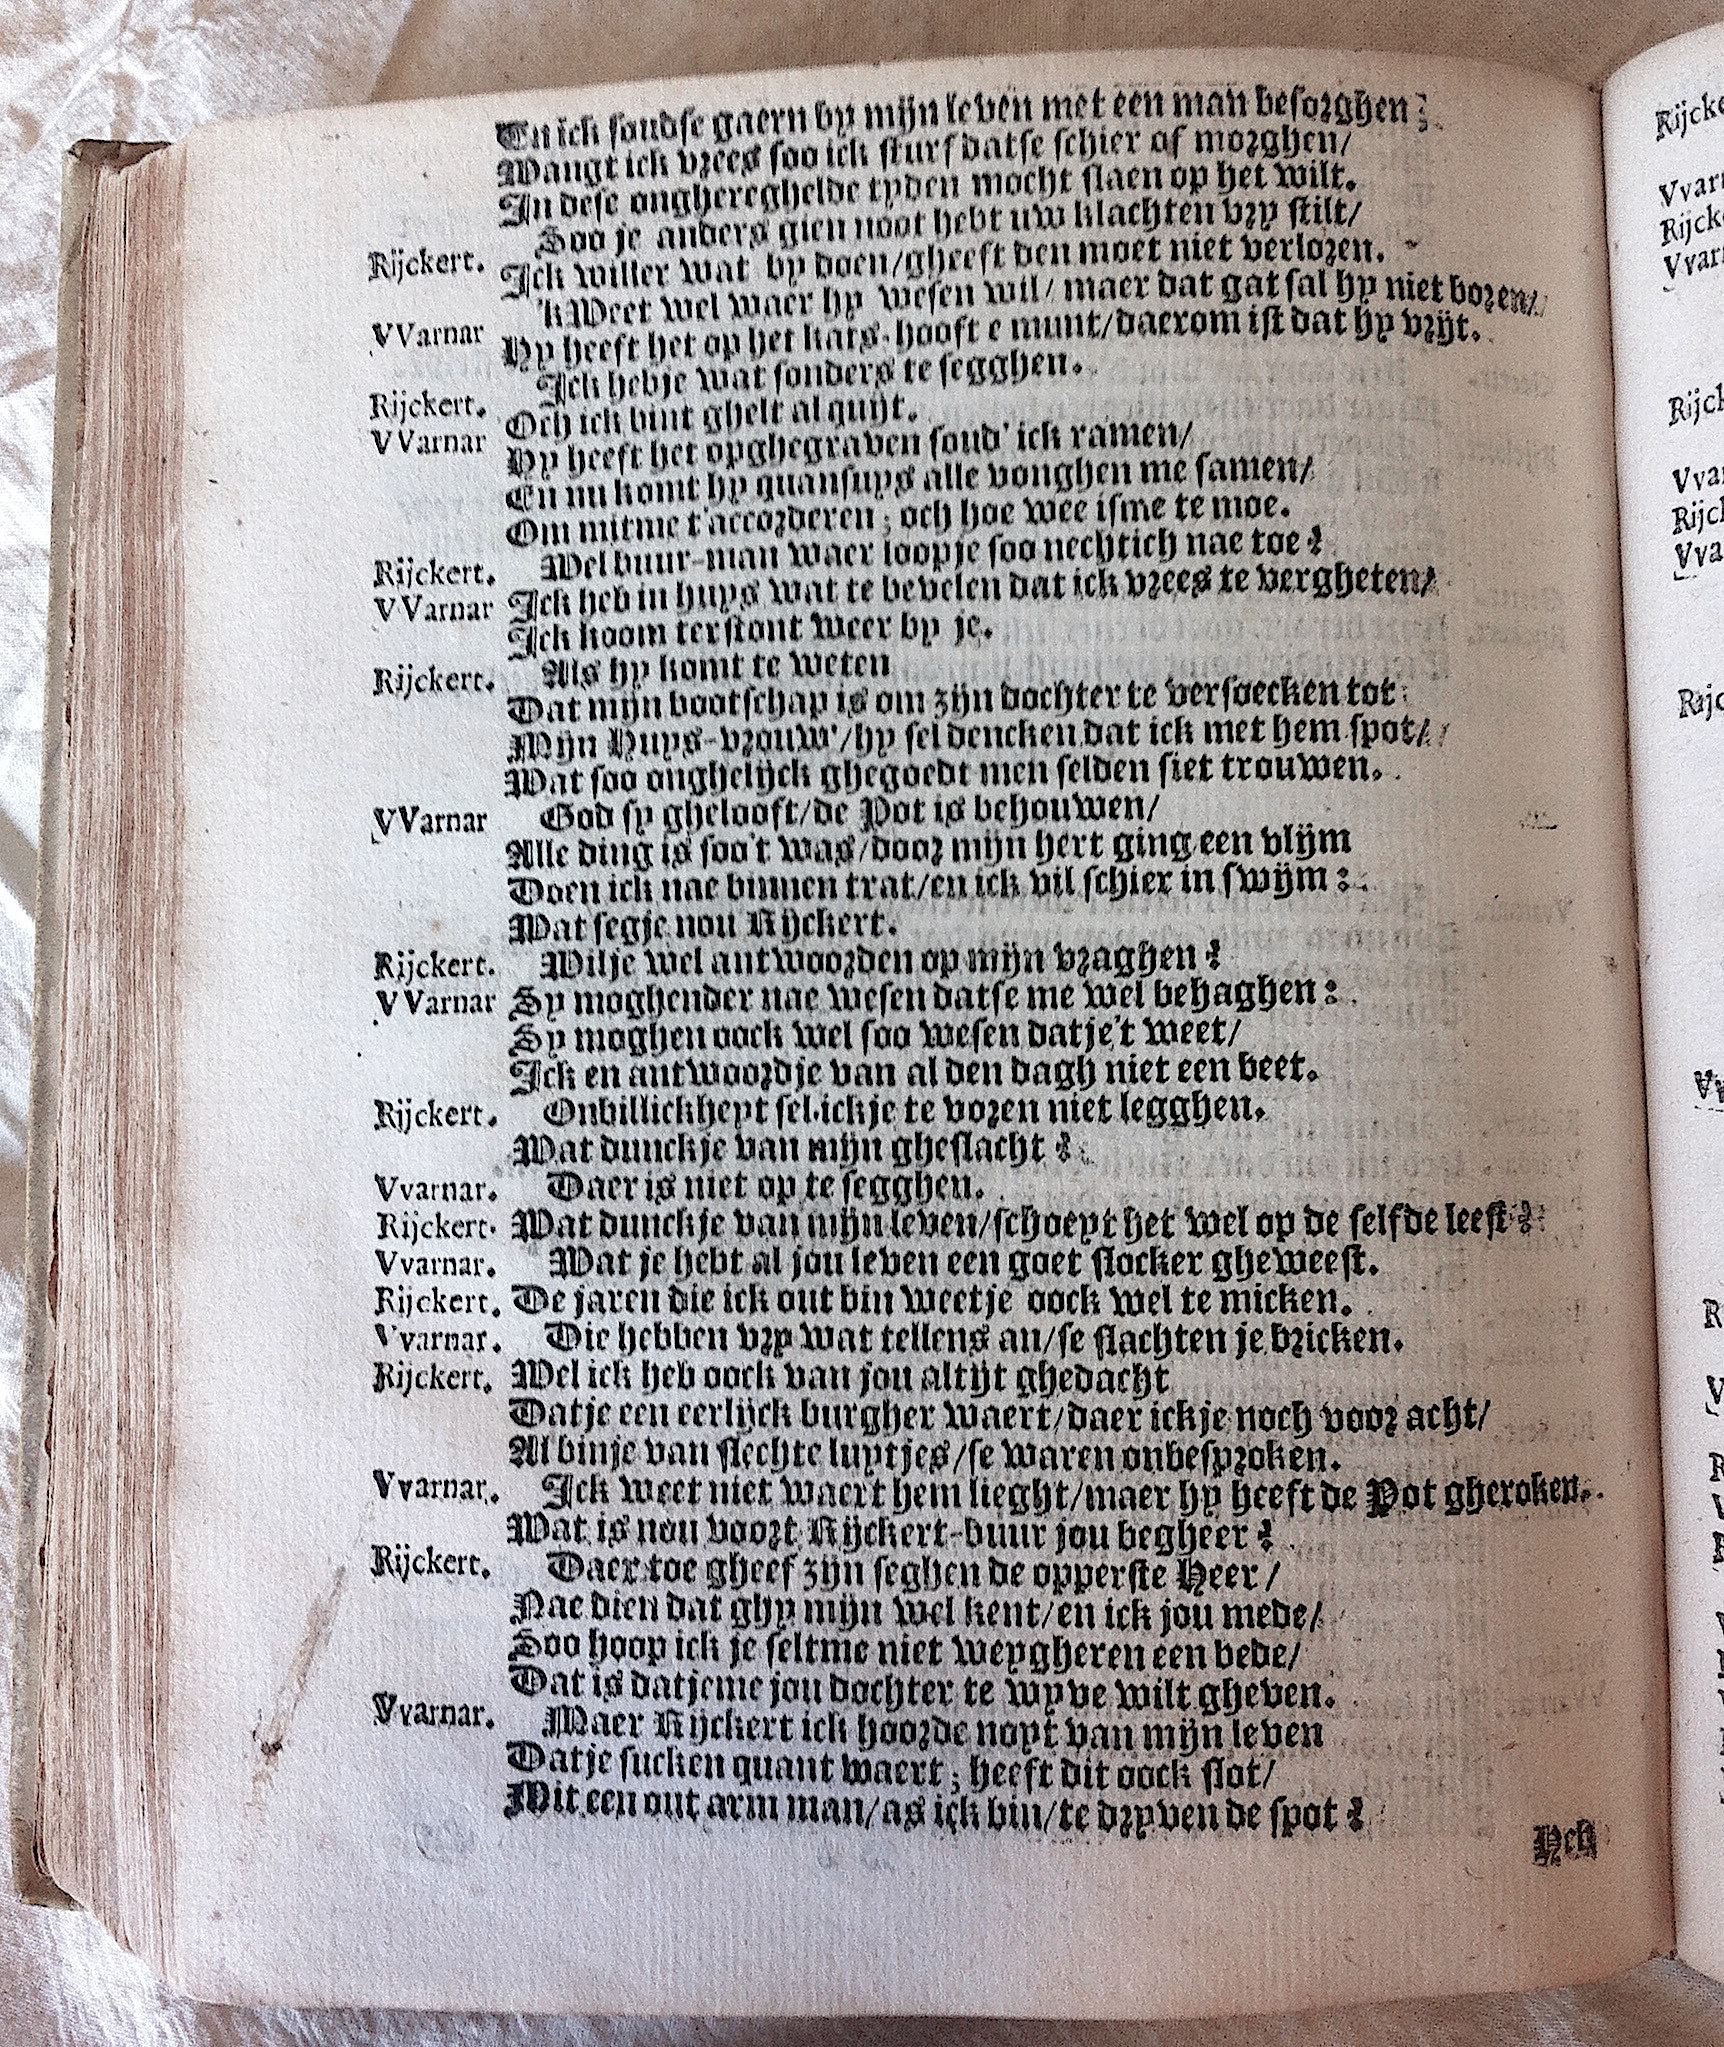 En ick soudse gaern by mijn leven met een man besorghen;
Wangt ick vrees soo ick sturf datse schier of morghen/
In dese onghereghelde tyden mocht slaen op het wilt.
Rijckert. Soo je anders gien noot hebt uw klachten vry stilt/
Ick willer wat by doen/gheeft den moet niet verloren.
VVarnar 'k Weet wel waer hy wesen wil/ maer dat gat sal hy niet boren/
Hy heeft het op het kats-hooft e munt/daerom ist dat hy vrijt.
Rijckert. Ick hebje wat sonders te segghen.
VVarnar Och ick bint ghelt al quijt.
Hy heeft het opghegraven soud' ick ramen/
En nu komt hy quansuys alle vonghen me samen/
Om mitme t'accorderen; och hoe wee isme te moe.
Rijckert. Wel buur-man waer loopje soo nechtich nae toe?
VVarnar Ick heb in huys wat te bevelen dat ick vrees te vergheten/
Ick koom terstont weer by je.
Rijckert. Als hy komt te weten
Dat mijn bootschap is om zijn dochter te versoecken tot
Mijn Huys-vrouw'/hy sel dencken dat ick met hem spot/
Wat soo onghelijck ghegoedt men selden siet trouwen.
VVarnar God sy ghelooft/de Pot is behouwen/
Alle ding is soo't was/door mijn hert ging een vlijm
Doen ick nae binnen trat/en ick vil schier in swijm:
Wat segje nou Rijckert.
Rijckert. Wilje wel antwoorden op mijn vraghen?
VVarnar Sy moghender nae wesen datse me wel behaghen:
Sy moghen oock wel soo wesen datje't weet/
Ick en antwoordje van al den dagh niet een beet.
Rijckert. Onbillickheyt sel ickje te voren niet legghen.
Wat dunckje van mijn gheslacht?
Vvarnar. Daer is niet op te segghen.
Rijckert. Wat dunckje van mijn leven/schoeyt het wel op de selfde leest?
Vvarnar. Wat je hebt al jou leven een goet slocker gheweest.
Rijckert. De jaren die ick out bin weetje oock wel te micken.
Vvarnar. Die hebben vry wat tellens an/se slachten je bricken.
Rijckert. Wel ick heb oock van jou altijt ghedacht
Datje een eerlijck burgher waert/daer ickje noch voor acht/
Al binje van slechte luytjes/se waren onbesproken.
Vvarnar. Ick weet niet waert hem lieght/maer hy heeft de Pot gheroken.
Wat is nou voort Rijckert-buur jou begheer?
Rijckert. Daer toe gheef zijn seghen de opperste Heer/
Nae dien dat ghy mijn wel kent/en ick jou mede/
Soo hoop ick je seltme niet weygheren een bede/
Dat is datjeme jou dochter te wyve wilt gheven.
Vvarnar. Maer Rijckert ick hoorde noyt van mijn leven
Datje sucken quant waert; heeft dit oock slot/
Mit een out arm man/as ick bin/te dryven de spot?
Heb
Rijcke
Vvarn
Rijcke
Vvarn